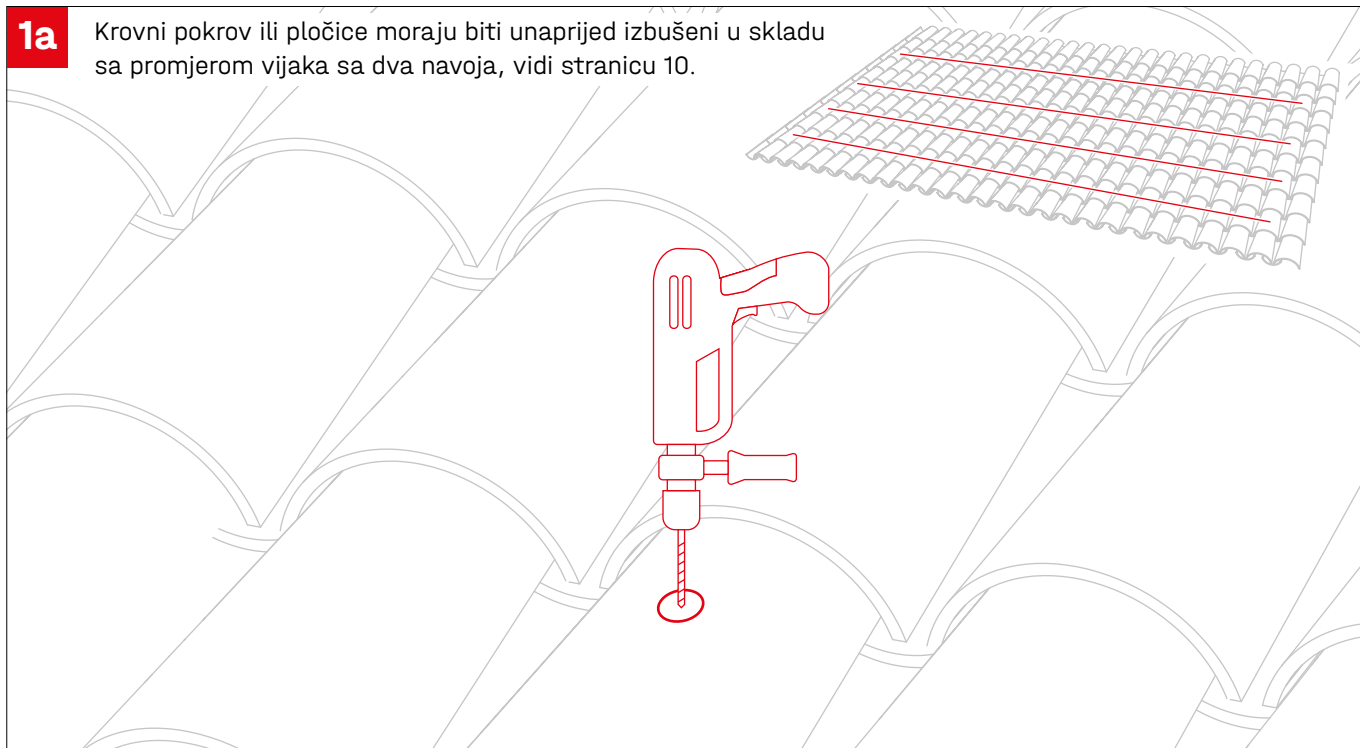 1a
Krovni pokrov ili pločice moraju biti unaprijed izbušeni u skladu
sa promjerom vijaka sa dva navoja, vidi stranicu 10.